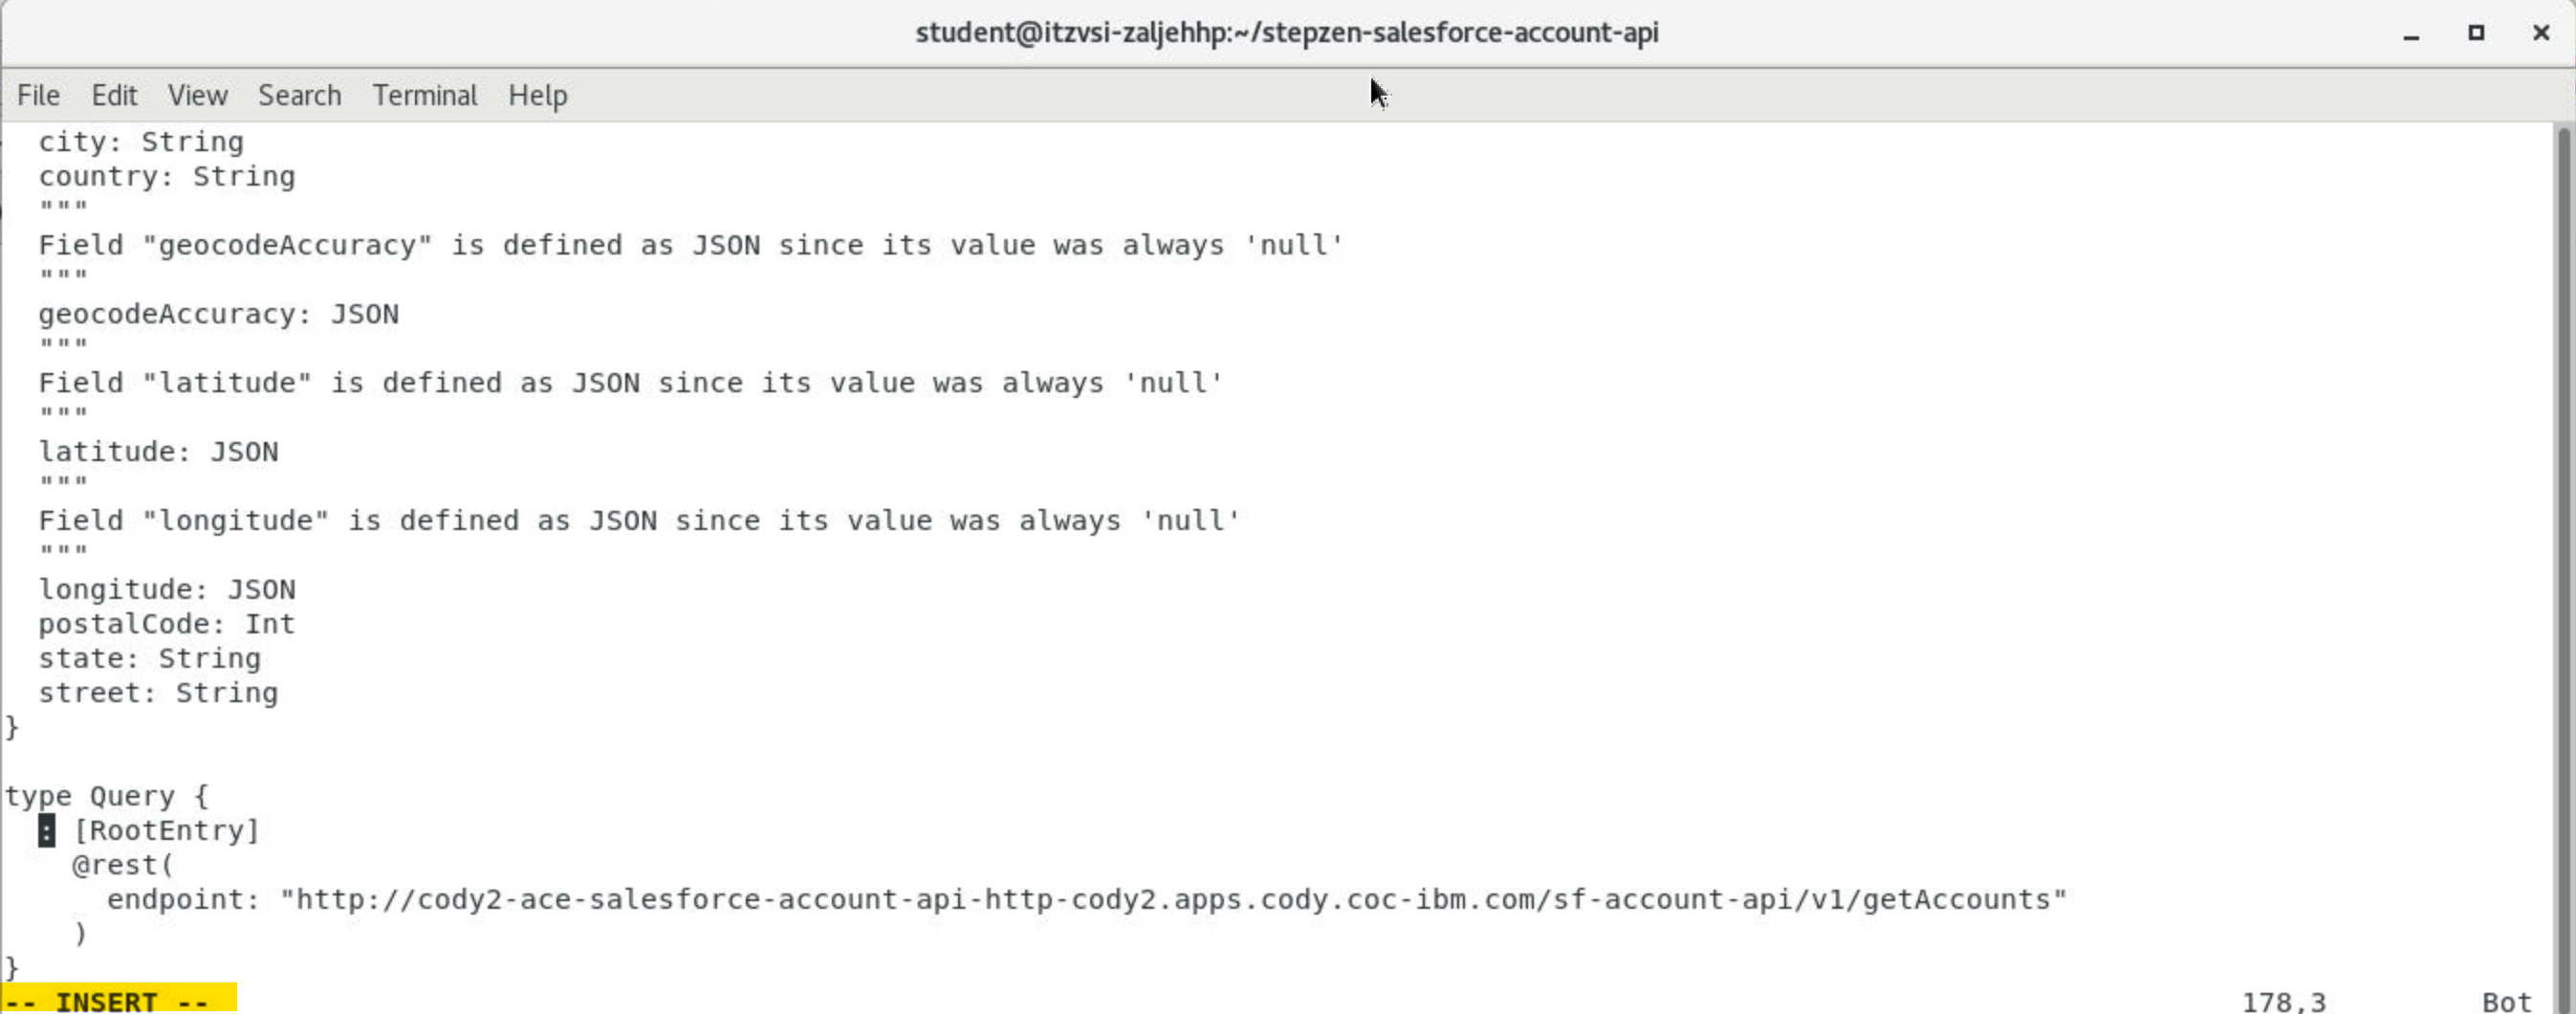 student@itzvsi-zaljehhp:~/stepzen-salesforce-account-api
File Edit View Search Terminal Help
  city: String
  country: String
  """
  Field "geocodeAccuracy" is defined as JSON since its value was always 'null'
  """
  geocodeAccuracy: JSON
  """
  Field "latitude" is defined as JSON since its value was always 'null'
  """
  latitude: JSON
  """
  Field "longitude" is defined as JSON since its value was always 'null'
  """
  longitude: JSON
  postalCode: Int
  state: String
  street: String
}

type Query {
  : [RootEntry]
    @rest(
      endpoint: "http://cody2-ace-salesforce-account-api-http-cody2.apps.cody.coc-ibm.com/sf-account-api/v1/getAccounts"
    )
}
-- INSERT -- 178,3 Bot